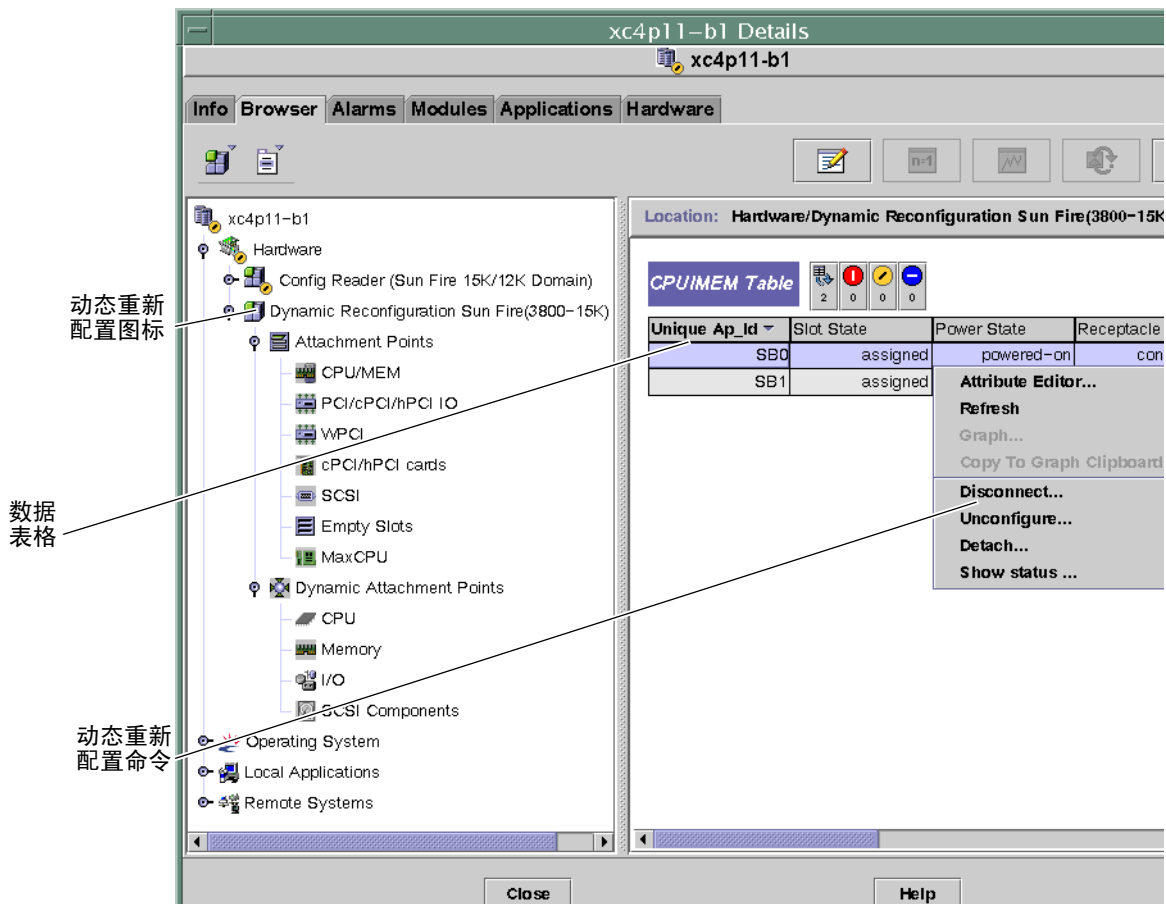 xc4p11-b1 Details
xc4p11-b1
Info Browser Alarms Modules Applications Hardware
n=1
xc4p11-b1
Hardware
Config Reader (Sun Fire 15K/12K Domain)
Dynamic Reconfiguration Sun Fire(3800-15K)
Attachment Points
CPU/MEM
PCI/cPCI/hPCI IO
WPCI
cPCI/hPCI cards
SCSI
Empty Slots
MaxCPU
Dynamic Attachment Points
CPU
Memory
I/O
SCSI Components
Operating System
Local Applications
Remote Systems
动态重新
配置图标
数据
表格
动态重新
配置命令
Location: Hardware/Dynamic Reconfiguration Sun Fire(3800-15K
CPU/MEM Table
2 0 0 0
Unique Ap_Id Slot State Power State Receptacle
SB0 assigned powered-on con
SB1 assigned
Attribute Editor...
Refresh
Graph...
Copy To Graph Clipboard
Disconnect...
Unconfigure...
Detach...
Show status ...
Close Help